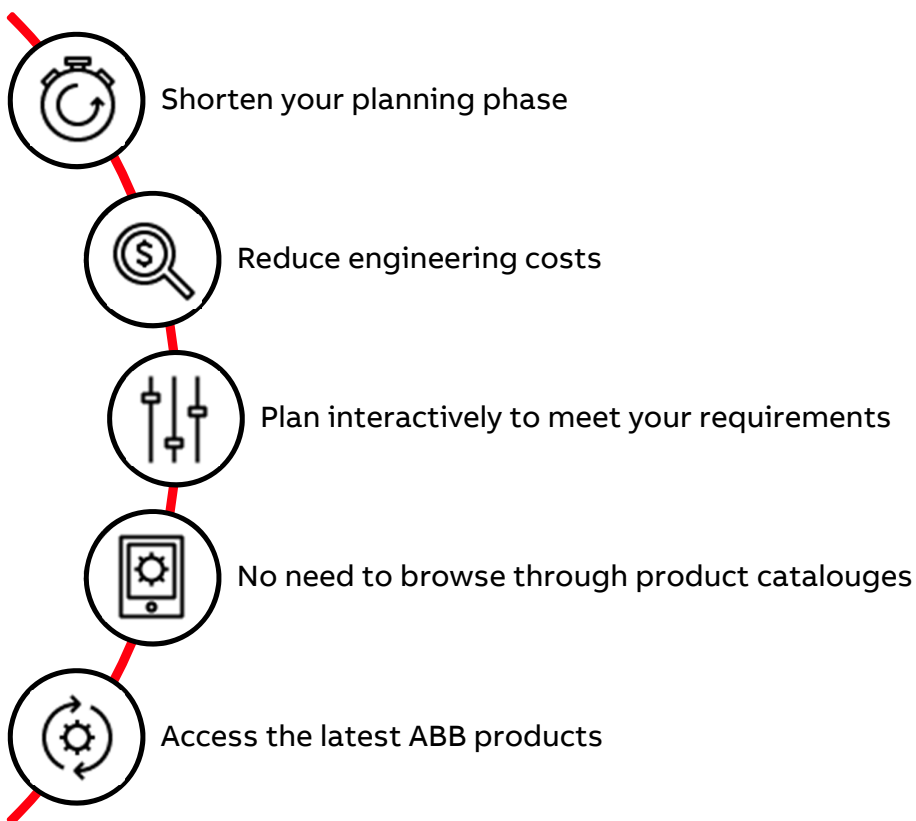 Shorten your planning phase
$
Reduce engineering costs
Plan interactively to meet your requirements
No need to browse through product catalouges
Access the latest ABB products